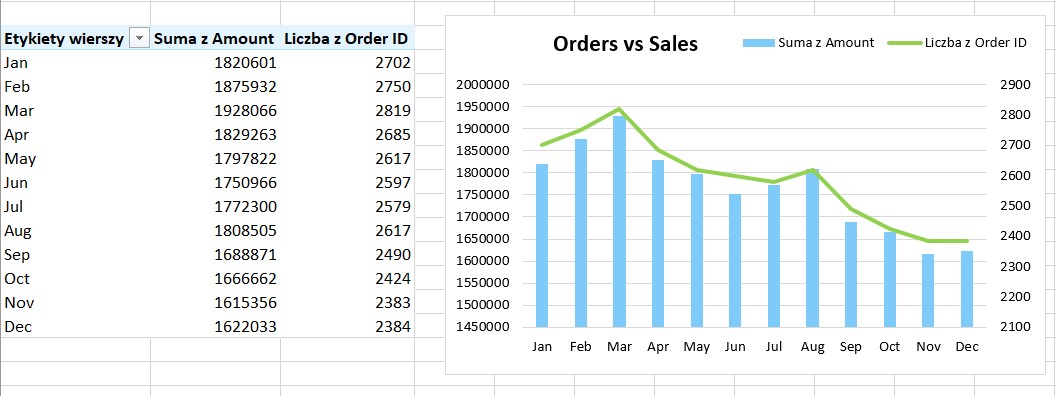 Etykiety wierszy Suma z Amount Liczba z Order ID
Jan 1820601 2702
Feb 1875932 2750
Mar 1928066 2819
Apr 1829263 2685
May 1797822 2617
Jun 1750966 2597
Jul 1772300 2579
Aug 1808505 2617
Sep 1688871 2490
Oct 1666662 2424
Nov 1615356 2383
Dec 1622033 2384
Orders vs Sales Suma z Amount Liczba z Order ID
2000000 2900
1950000
1900000 2800
1850000 2700
1800000 2600
1750000
1700000 2500
1650000 2400
1600000 2300
1550000
1500000 2200
1450000 2100
Jan Feb Mar Apr May Jun Jul Aug Sep Oct Nov Dec